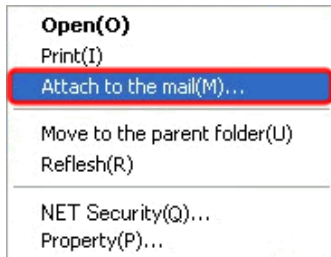 Open(O)
Print(I)
Attach to the mail(M)...
Move to the parent folder(U)
Reflesh(R)
NET Security(Q)...
Property(P)...